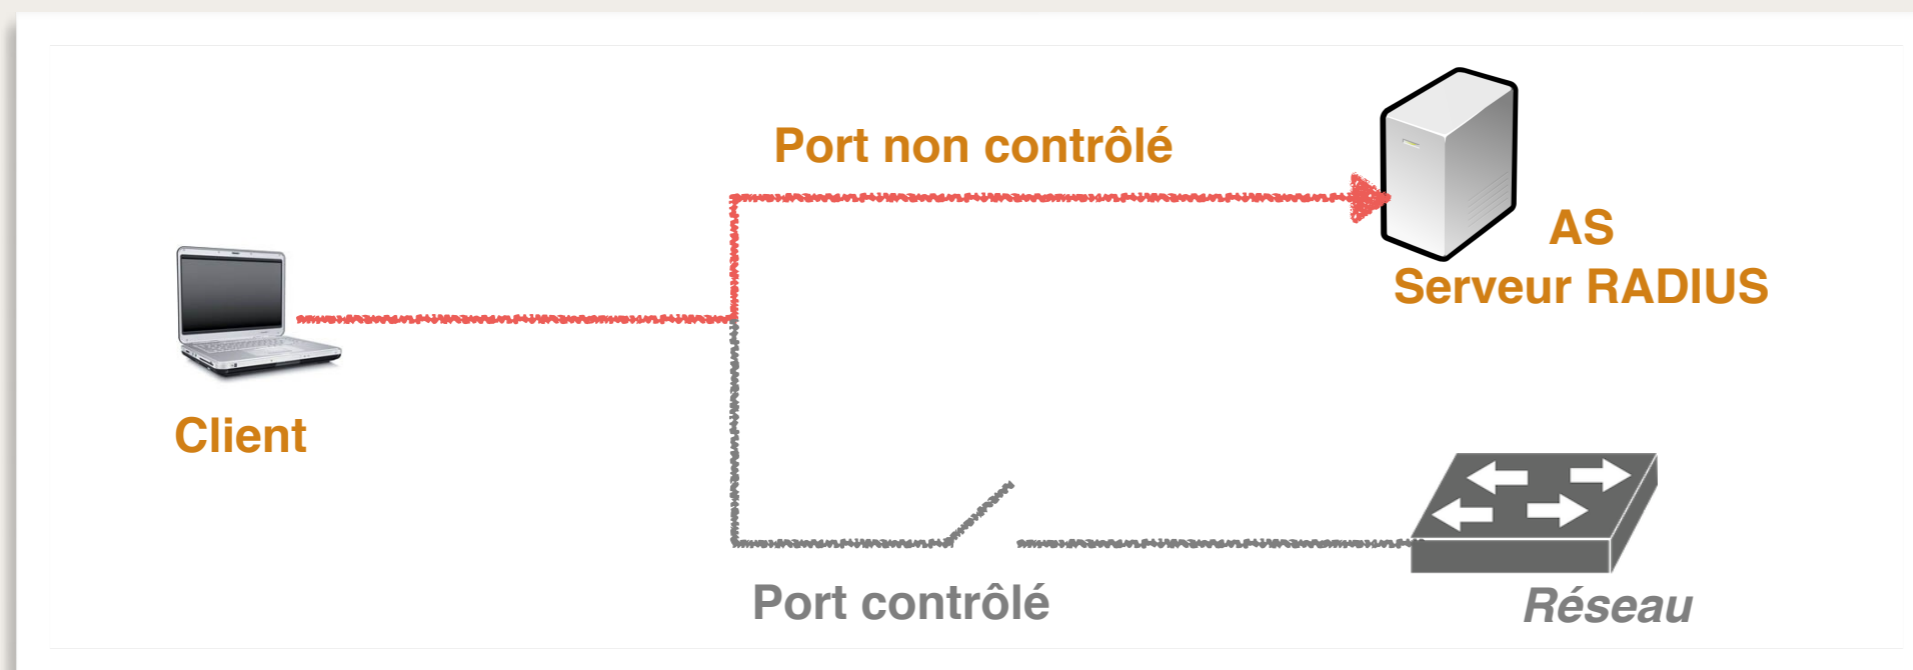 Port non contrôlé
AS
Serveur RADIUS
Client
Port contrôlé
Réseau